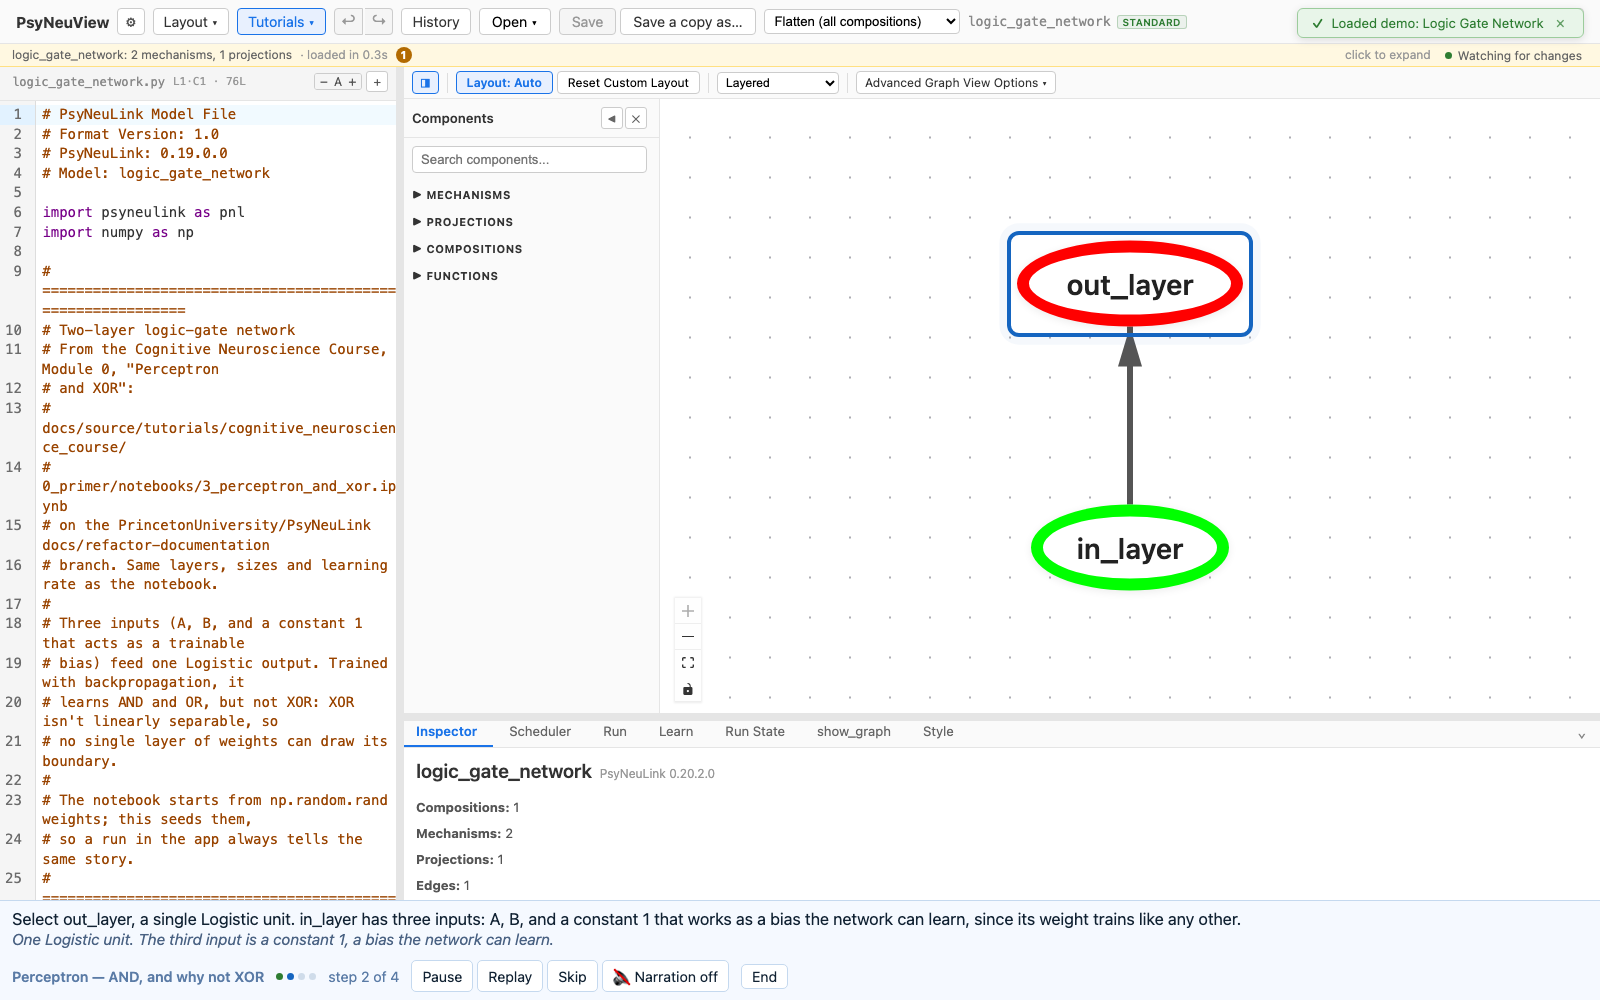 PsyNeuView
Layout ▾
Tutorials ▾
History
Open ▾
Save
Save a copy as...
Flatten (all compositions)
logic_gate_network
STANDARD
✓ Loaded demo: Logic Gate Network ×
logic_gate_network: 2 mechanisms, 1 projections · loaded in 0.3s 1
click to expand
Watching for changes
logic_gate_network.py L1:C1 · 76L
− A +
+
Layout: Auto
Reset Custom Layout
Layered
Advanced Graph View Options ▾
1 # PsyNeuLink Model File
2 # Format Version: 1.0
3 # PsyNeuLink: 0.19.0.0
4 # Model: logic_gate_network
5
6 import psyneulink as pnl
7 import numpy as np
8
9 #
==========================================
=================
10 # Two-layer logic-gate network
11 # From the Cognitive Neuroscience Course,
Module 0, "Perceptron
12 # and XOR":
13 #
docs/source/tutorials/cognitive_neuroscien
ce_course/
14 #
0_primer/notebooks/3_perceptron_and_xor.ip
ynb
15 # on the PrincetonUniversity/PsyNeuLink
docs/refactor-documentation
16 # branch. Same layers, sizes and learning
rate as the notebook.
17 #
18 # Three inputs (A, B, and a constant 1
that acts as a trainable
19 # bias) feed one Logistic output. Trained
with backpropagation, it
20 # learns AND and OR, but not XOR: XOR
isn't linearly separable, so
21 # no single layer of weights can draw its
boundary.
22 #
23 # The notebook starts from np.random.rand
weights; this seeds them,
24 # so a run in the app always tells the
same story.
25 #
==========================================
Components
Search components...
▶ MECHANISMS
▶ PROJECTIONS
▶ COMPOSITIONS
▶ FUNCTIONS
out_layer
in_layer
Inspector
Scheduler
Run
Learn
Run State
show_graph
Style
logic_gate_network PsyNeuLink 0.20.2.0
Compositions: 1
Mechanisms: 2
Projections: 1
Edges: 1
Select out_layer, a single Logistic unit. in_layer has three inputs: A, B, and a constant 1 that works as a bias the network can learn, since its weight trains like any other.
One Logistic unit. The third input is a constant 1, a bias the network can learn.
Perceptron — AND, and why not XOR
step 2 of 4
Pause
Replay
Skip
Narration off
End